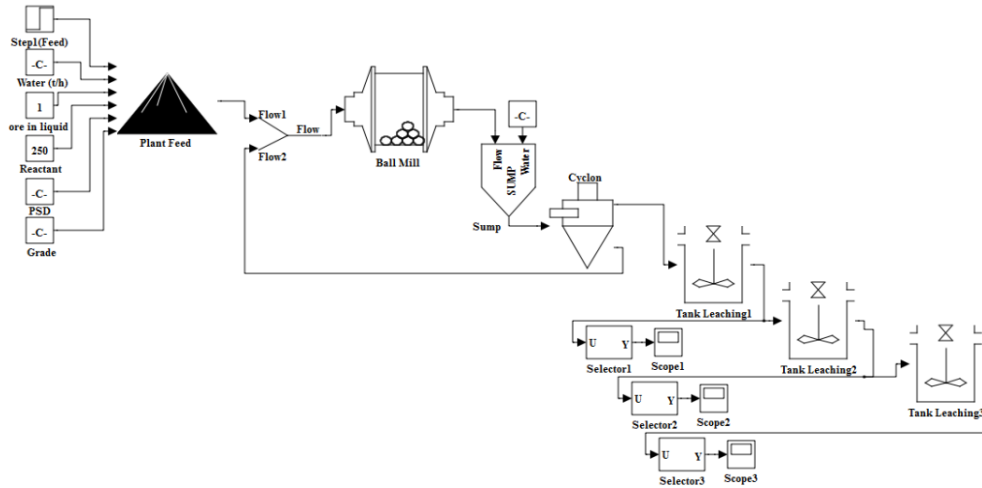 Step1(Feed)
-C-
Water (t/h)
1
ore in liquid
250
Reactant
-C-
PSD
-C-
Grade
Plant Feed
Flow1
Flow2
Flow
Ball Mill
-C-
Flow
SUMP
Water
Sump
Cyclon
Tank Leaching1
U Y
Selector1
Scope1
Tank Leaching2
U Y
Selector2
Scope2
Tank Leaching3
U Y
Selector3
Scope3